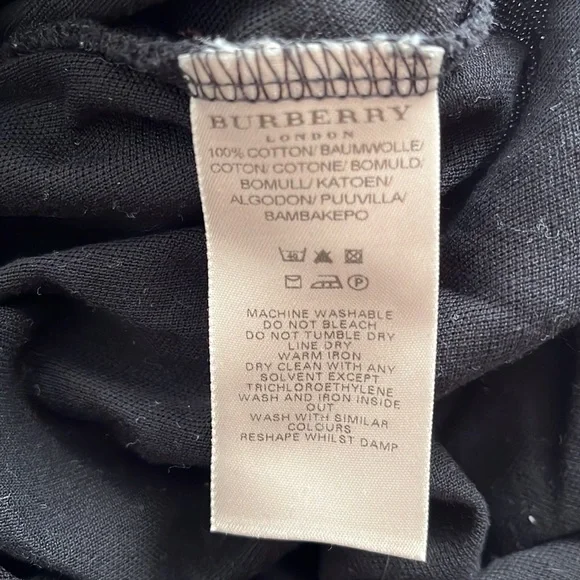 BURBERRY
LONDON
100% COTTON/ BAUMWOLLE/
COTON/ COTONE/ BOMULD/
BOMULL/ KATOEN/
ALGODON/ PUUVILLA/
BAMBAKEPO
40
P
MACHINE WASHABLE
DO NOT BLEACH
DO NOT TUMBLE DRY
LINE DRY
WARM IRON
DRY CLEAN WITH ANY
SOLVENT EXCEPT
TRICHLOROETHYLENE
WASH AND IRON INSIDE
OUT
WASH WITH SIMILAR
COLOURS
RESHAPE WHILST DAMP